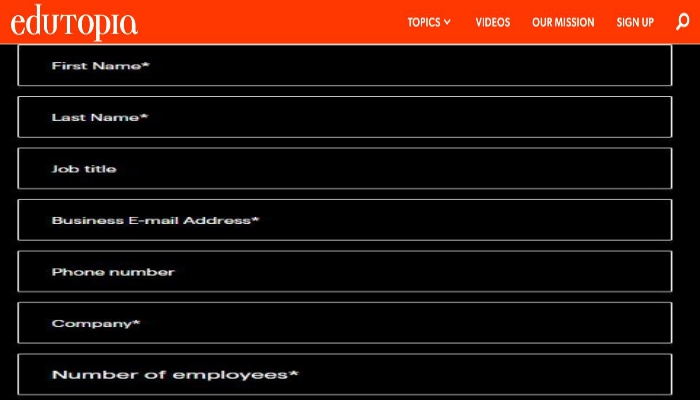 edutopia
TOPICS VIDEOS OUR MISSION SIGN UP
First Name*
Last Name*
Job title
Business E-mail Address*
Phone number
Company*
Number of employees*